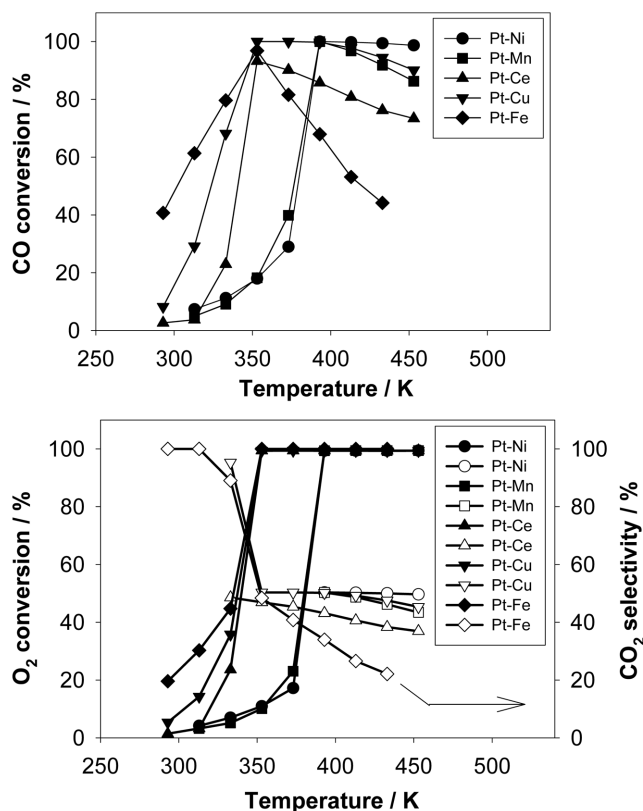 CO conversion / %
100
80
60
40
20
0
Pt-Ni
Pt-Mn
Pt-Ce
Pt-Cu
Pt-Fe
250 300 350 400 450 500
Temperature / K
O2 conversion / %
100
80
60
40
20
0
Pt-Ni
Pt-Ni
Pt-Mn
Pt-Mn
Pt-Ce
Pt-Ce
Pt-Cu
Pt-Cu
Pt-Fe
Pt-Fe
100
80
60
40
20
0
CO2 selectivity / %
250 300 350 400 450 500
Temperature / K